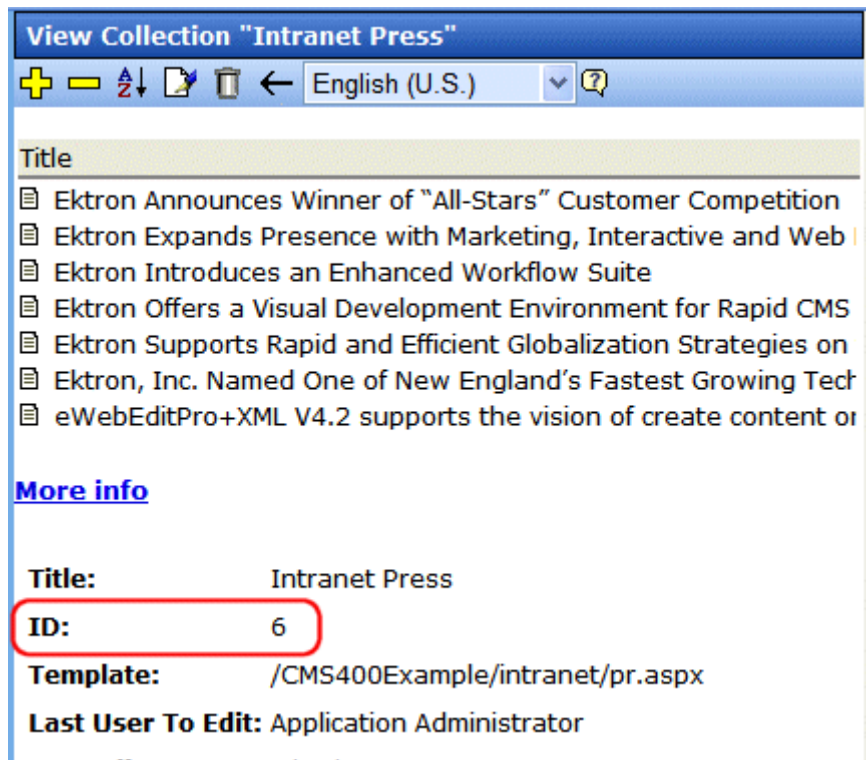 View Collection "Intranet Press"
English (U.S.)
Title
Ektron Announces Winner of “All-Stars” Customer Competition
Ektron Expands Presence with Marketing, Interactive and Web
Ektron Introduces an Enhanced Workflow Suite
Ektron Offers a Visual Development Environment for Rapid CMS
Ektron Supports Rapid and Efficient Globalization Strategies on
Ektron, Inc. Named One of New England’s Fastest Growing Tech
eWebEditPro+XML V4.2 supports the vision of create content or
More info
Title: Intranet Press
ID: 6
Template: /CMS400Example/intranet/pr.aspx
Last User To Edit: Application Administrator